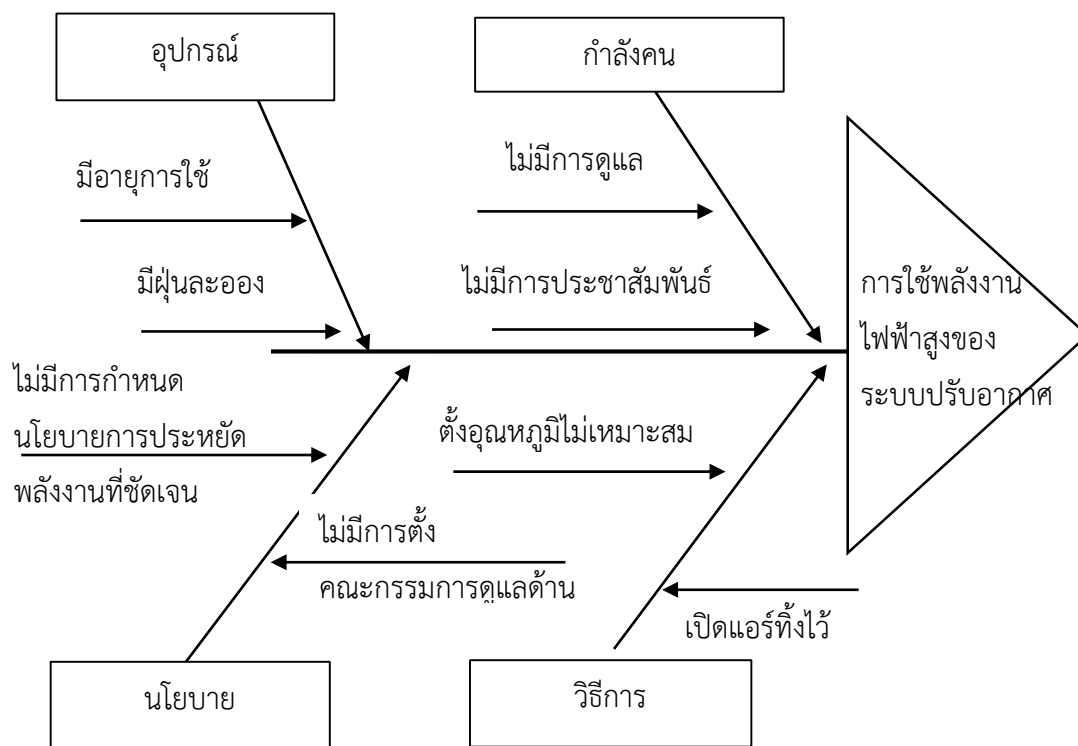 อุปกรณ์
กำลังคน
มีอายุการใช้
ไม่มีการดูแล
มีฝุ่นละออง
ไม่มีการประชาสัมพันธ์
การใช้พลังงาน
ไฟฟ้าสูงของ
ระบบปรับอากาศ
ไม่มีการกำหนด
นโยบายการประหยัด
พลังงานที่ชัดเจน
ตั้งอุณหภูมิไม่เหมาะสม
ไม่มีการตั้ง
คณะกรรมการดูแลด้าน
เปิดแอร์ทิ้งไว้
นโยบาย
วิธีการ